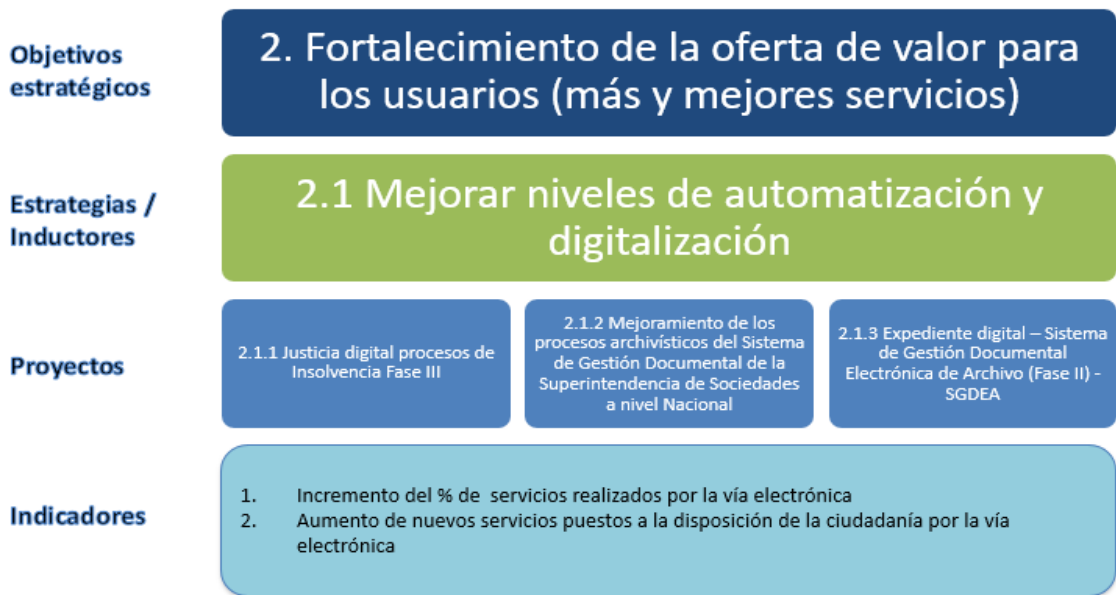 Objetivos
estratégicos
2. Fortalecimiento de la oferta de valor para
los usuarios (más y mejores servicios)
Estrategias /
Inductores
2.1 Mejorar niveles de automatización y
digitalización
Proyectos
2.1.1 Justicia digital procesos de
Insolvencia Fase III
2.1.2 Mejoramiento de los
procesos archivísticos del Sistema
de Gestión Documental de la
Superintendencia de Sociedades
a nivel Nacional
2.1.3 Expediente digital – Sistema
de Gestión Documental
Electrónica de Archivo (Fase II) -
SGDEA
Indicadores
1. Incremento del % de servicios realizados por la vía electrónica
2. Aumento de nuevos servicios puestos a la disposición de la ciudadanía por la vía
electrónica